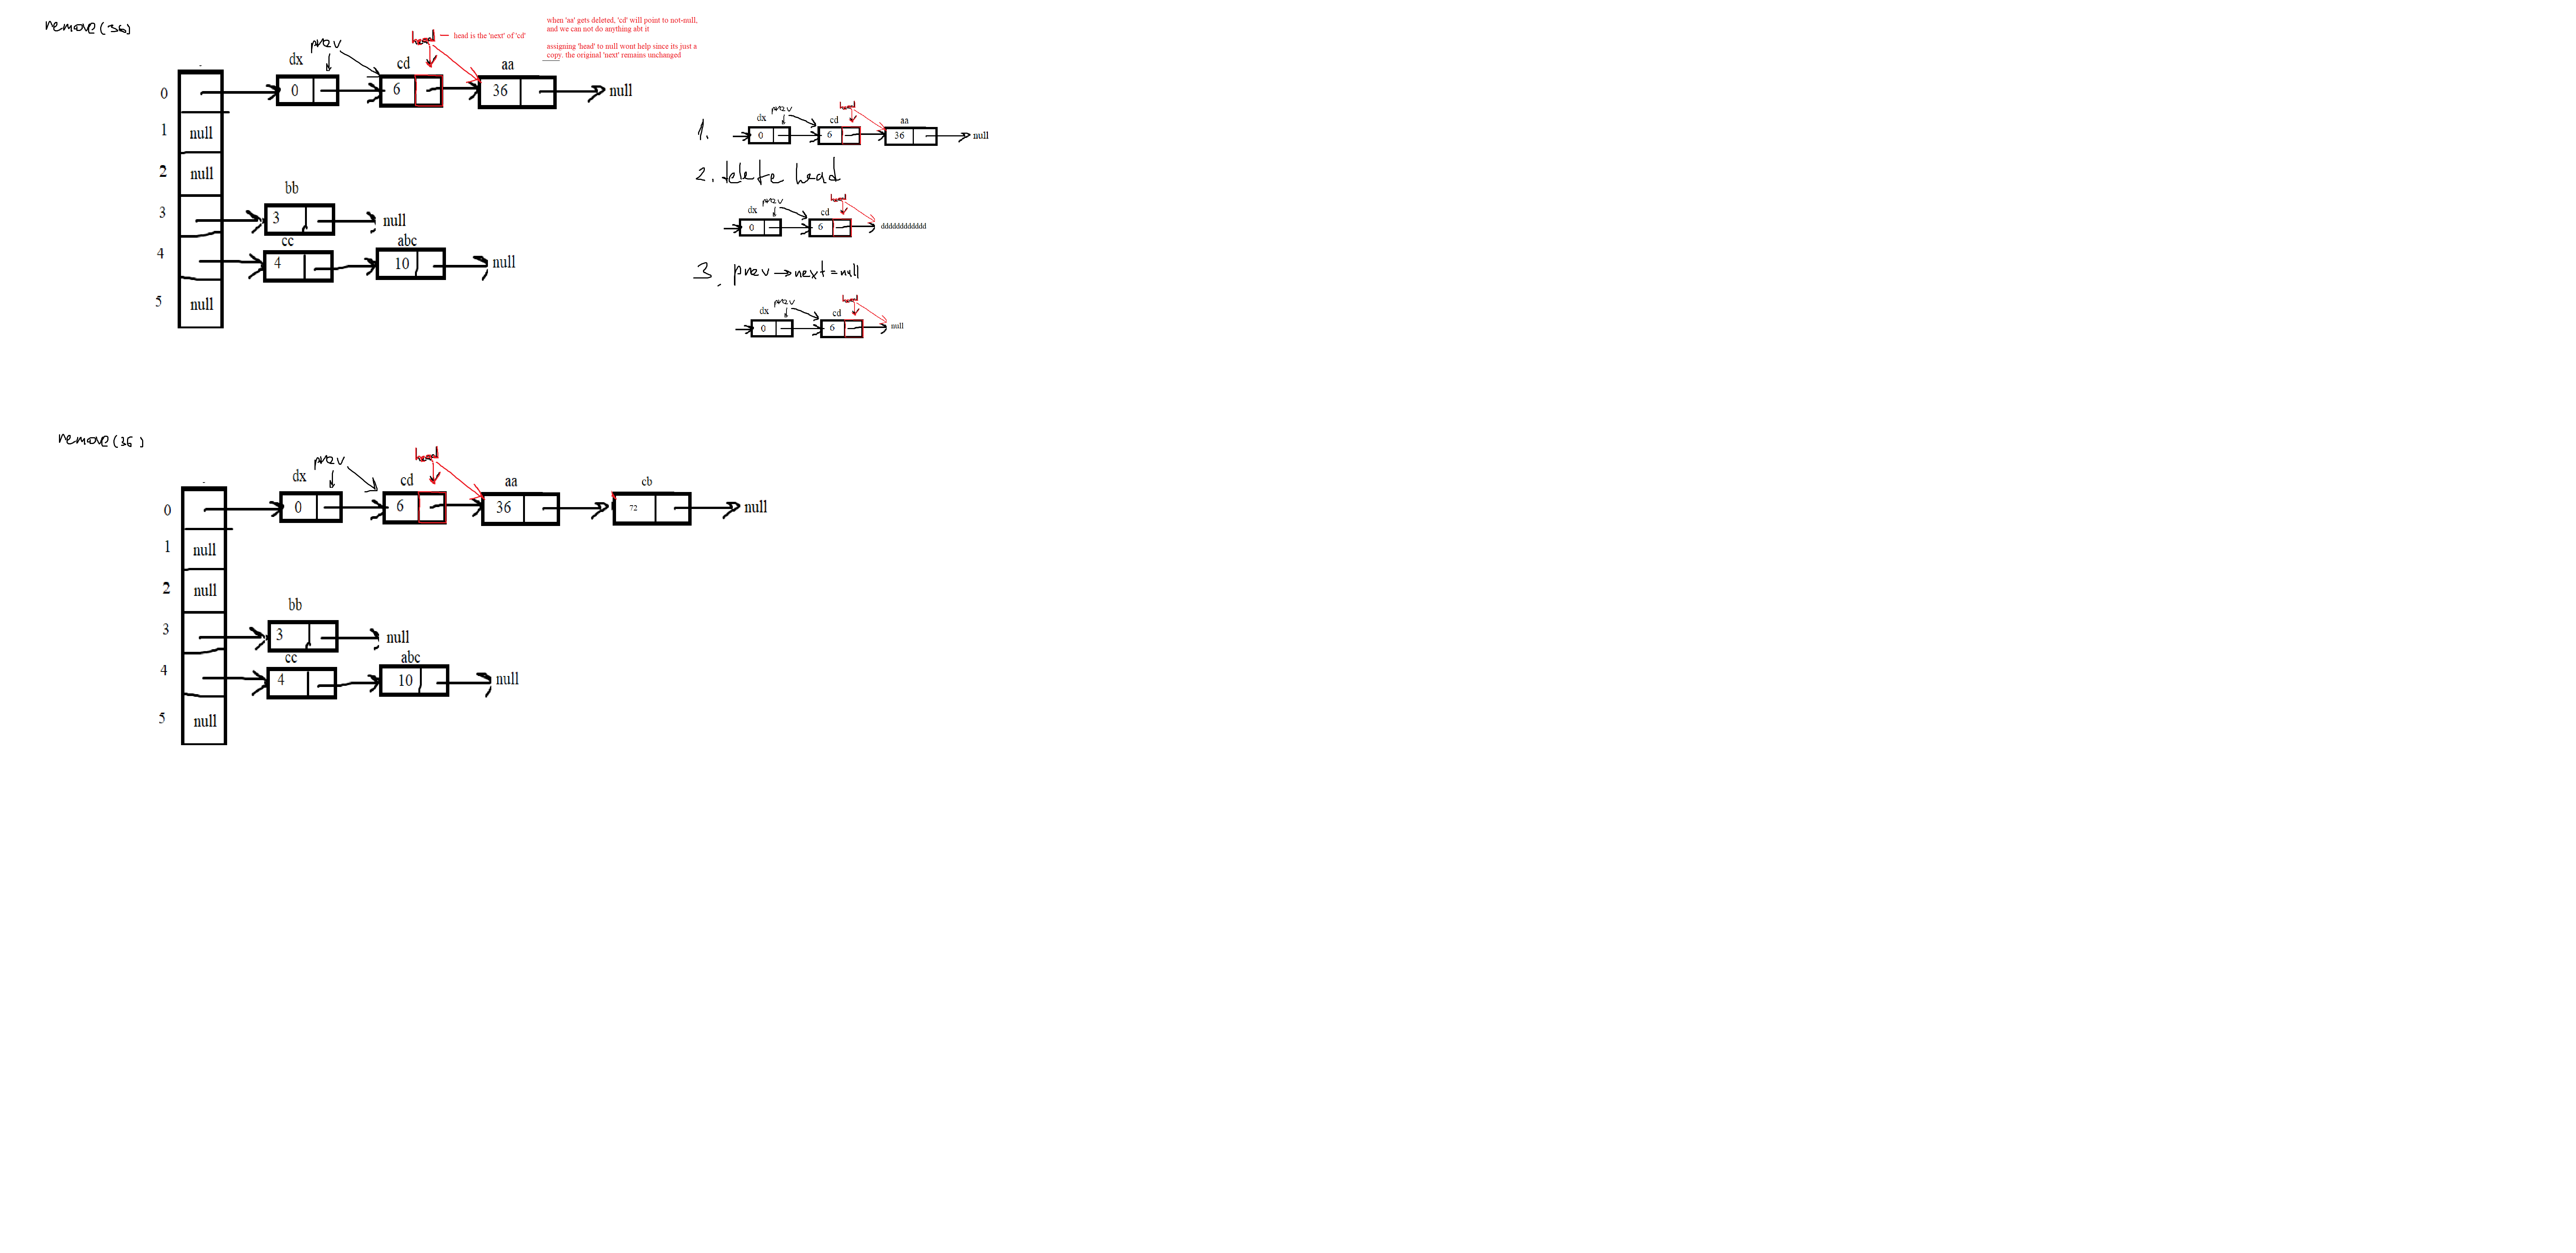 remove(36)
prev
head
— head is the 'next' of 'cd'
when 'aa' gets deleted, 'cd' will point to not-null,
and we can not do anything abt it
assigning 'head' to null wont help since its just a
copy. the original 'next' remains unchanged
dx
cd
aa
0
0
6
36
null
1
null
2
null
bb
3
3
null
cc
abc
4
4
10
null
5
null
1.
prev
head
dx
cd
aa
0
6
36
null
2. delete head
prev
head
dx
cd
0
6
dddddddddddd
3. prev→next=null
prev
head
dx
cd
0
6
null
remove(36)
prev
head
dx
cd
aa
cb
0
0
6
36
72
null
1
null
2
null
bb
3
3
null
cc
abc
4
4
10
null
5
null